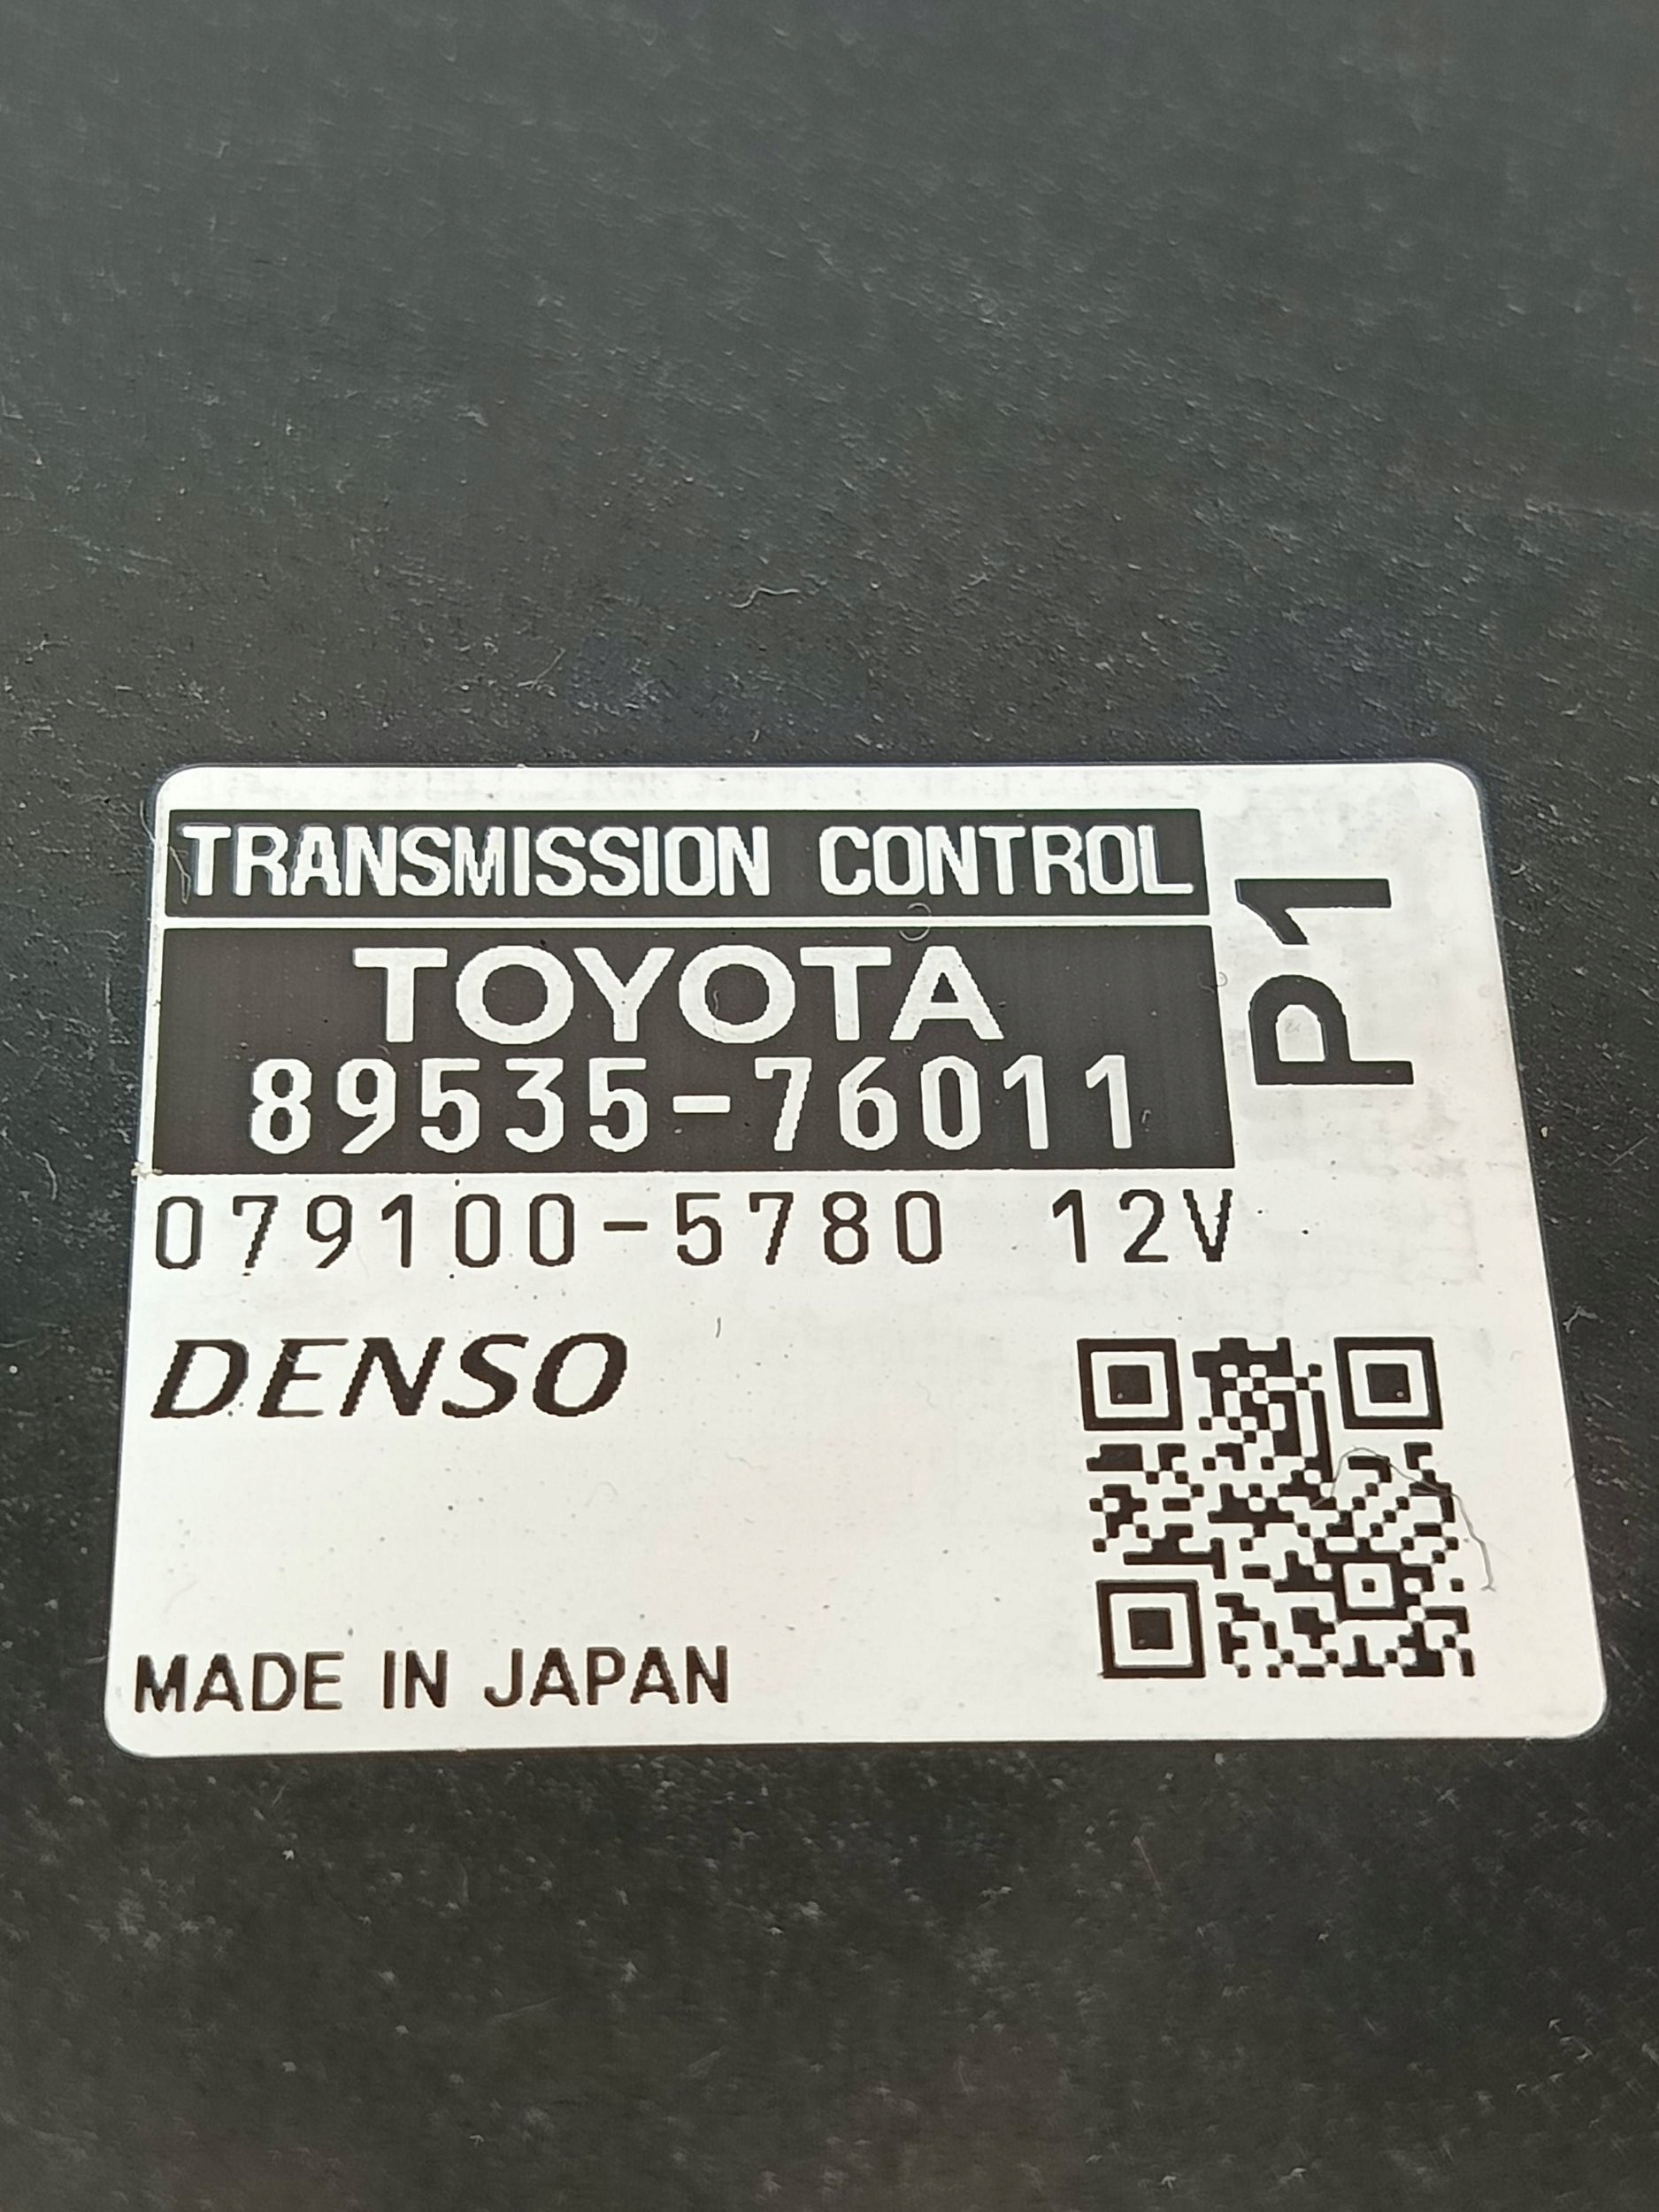 TRANSMISSION CONTROL
TOYOTA
89535-76011
P1
079100-5780 12V
DENSO
MADE IN JAPAN